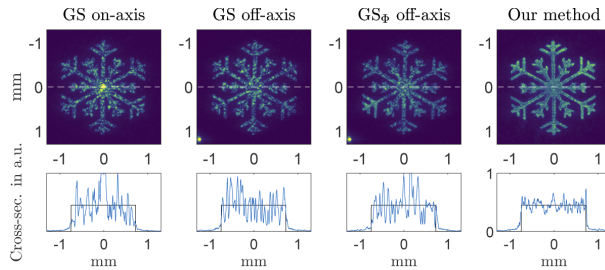 GS on-axis GS off-axis GS_Φ off-axis Our method
mm
-1
0
1
-1 0 1 -1 0 1 -1 0 1 -1 0 1
Cross-sec. in a.u.
1
0
-1 0 1 -1 0 1 -1 0 1 -1 0 1
mm mm mm mm